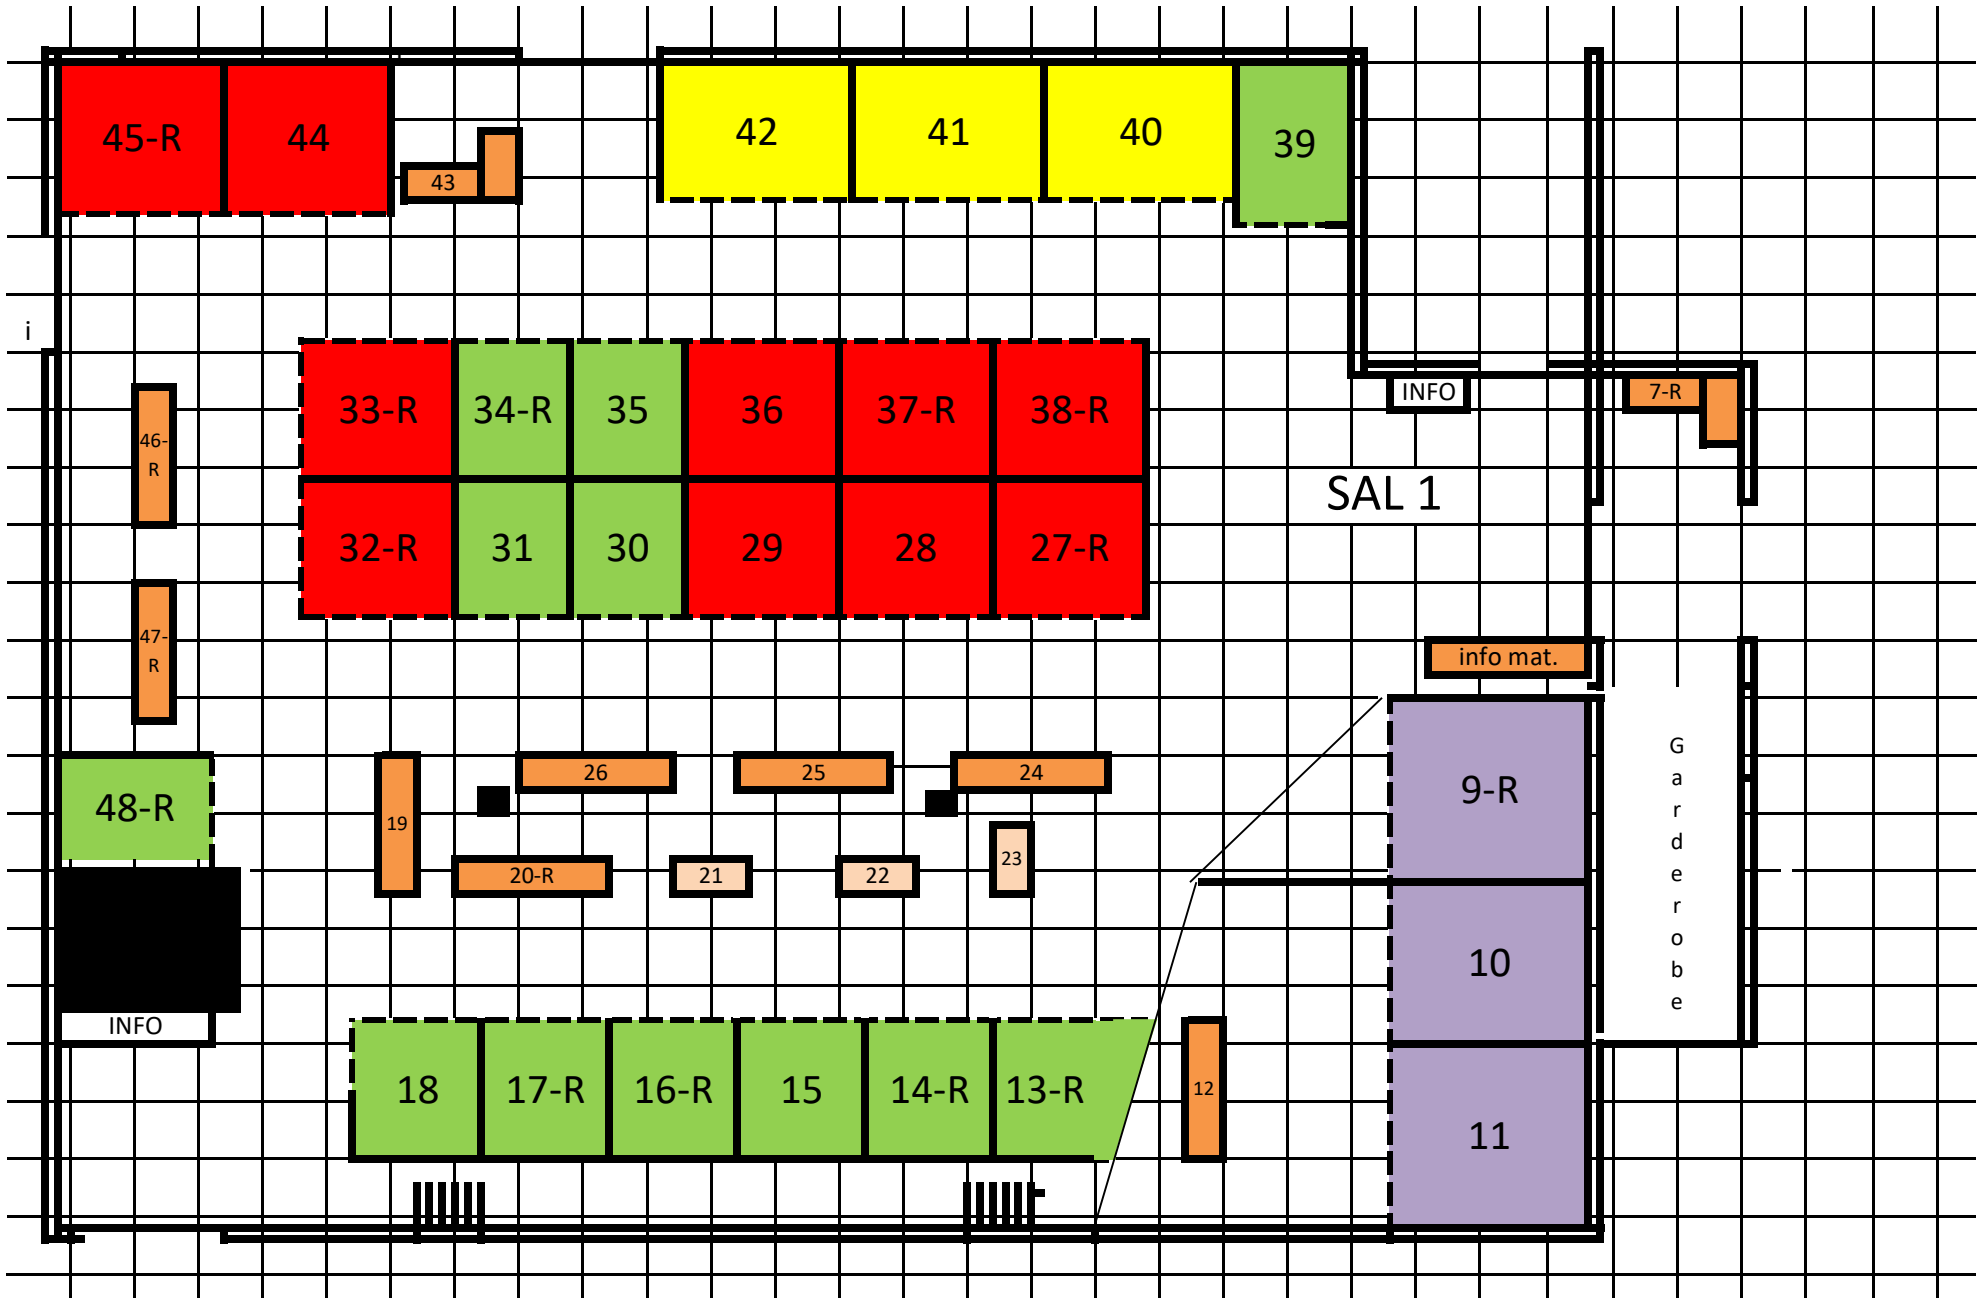 45-R
44
43
42
41
40
39
i
33-R
34-R
35
36
37-R
38-R
INFO
7-R
46-
R
SAL 1
32-R
31
30
29
28
27-R
47-
R
info mat.
48-R
19
26
25
24
20-R
21
22
23
9-R
10
11
G
a
r
d
e
r
o
b
e
INFO
18
17-R
16-R
15
14-R
13-R
12